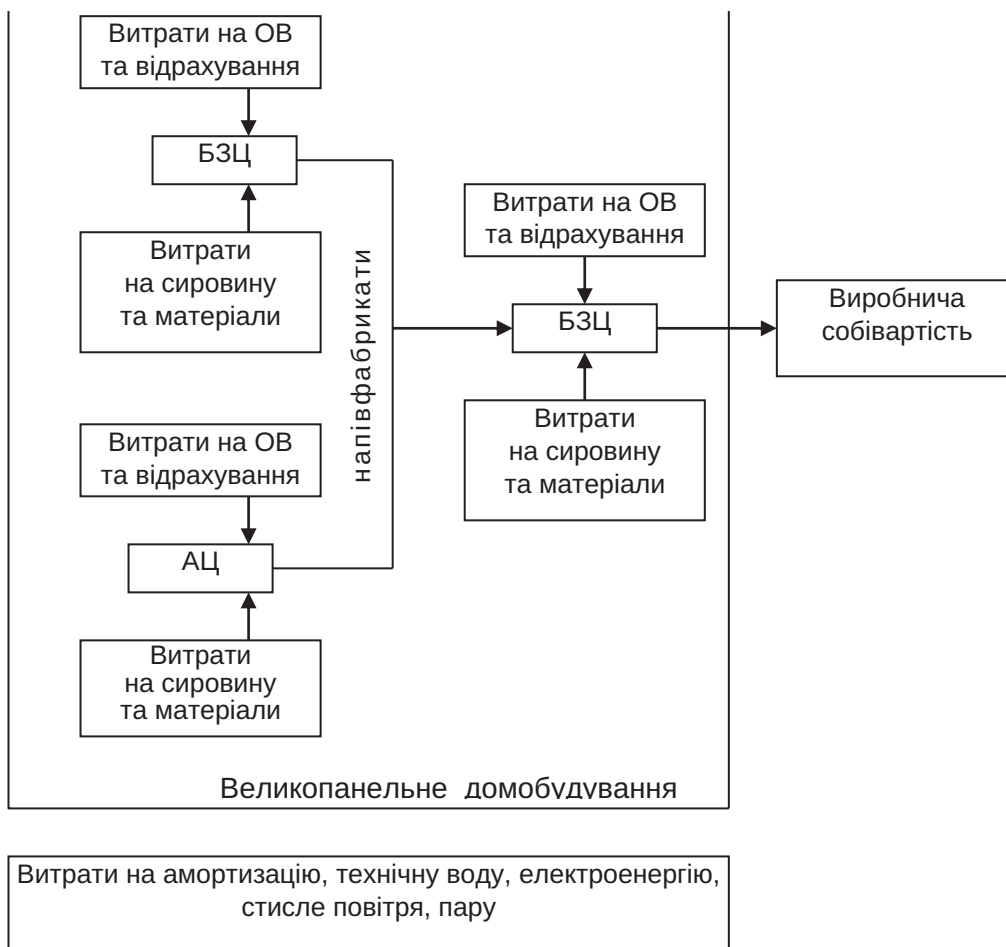 Витрати на ОВ
та відрахування
БЗЦ
Витрати
на сировину
та матеріали
напівфабрикати
Витрати на ОВ
та відрахування
АЦ
Витрати
на сировину
та матеріали
Витрати на ОВ
та відрахування
БЗЦ
Витрати
на сировину
та матеріали
Виробнича
собівартість
Великопанельне домобудування
Витрати на амортизацію, технічну воду, електроенергію,
стисле повітря, пару